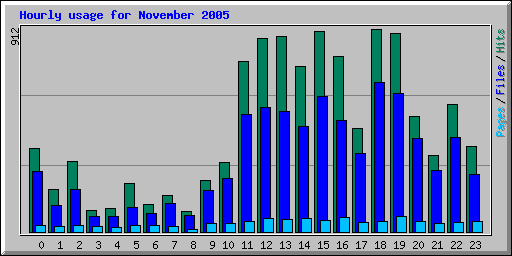 Hourly usage for November 2005
912
Pages/Files/Hits
0 1 2 3 4 5 6 7 8 9 10 11 12 13 14 15 16 17 18 19 20 21 22 23